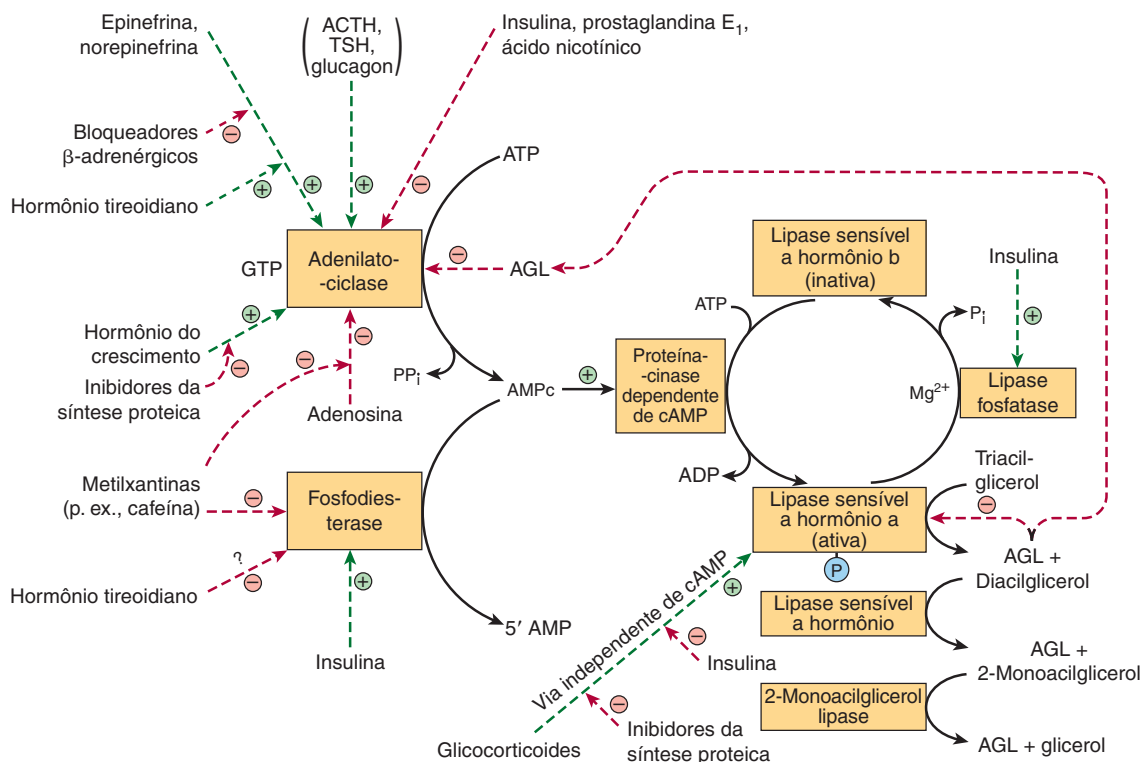 Epinefrina,
norepinefrina
(ACTH,
TSH,
glucagon)
Insulina, prostaglandina E1,
ácido nicotínico
Bloqueadores
β-adrenérgicos
−
Hormônio tireoidiano
+
+
+
−
ATP
GTP
Adenilato-
-ciclase
−
AGL
Hormônio do
crescimento
+
−
Inibidores da
síntese proteica
−
−
Adenosina
PPi
AMPc
+
Metilxantinas
(p. ex., cafeína)
−
Fosfodies-
terase
?
−
Hormônio tireoidiano
+
Insulina
5′ AMP
Lipase sensível
a hormônio b
(inativa)
ATP
Proteína-
-cinase
dependente
de cAMP
ADP
Pi
Mg2+
Insulina
+
Lipase
fosfatase
Lipase sensível
a hormônio a
(ativa)
P
Triacil-
glicerol
−
AGL +
Diacilglicerol
Lipase sensível
a hormônio
AGL +
2-Monoacilglicerol
2-Monoacilglicerol
lipase
AGL + glicerol
Via independente de cAMP
+
−
Insulina
−
Inibidores da
síntese proteica
Glicocorticoides